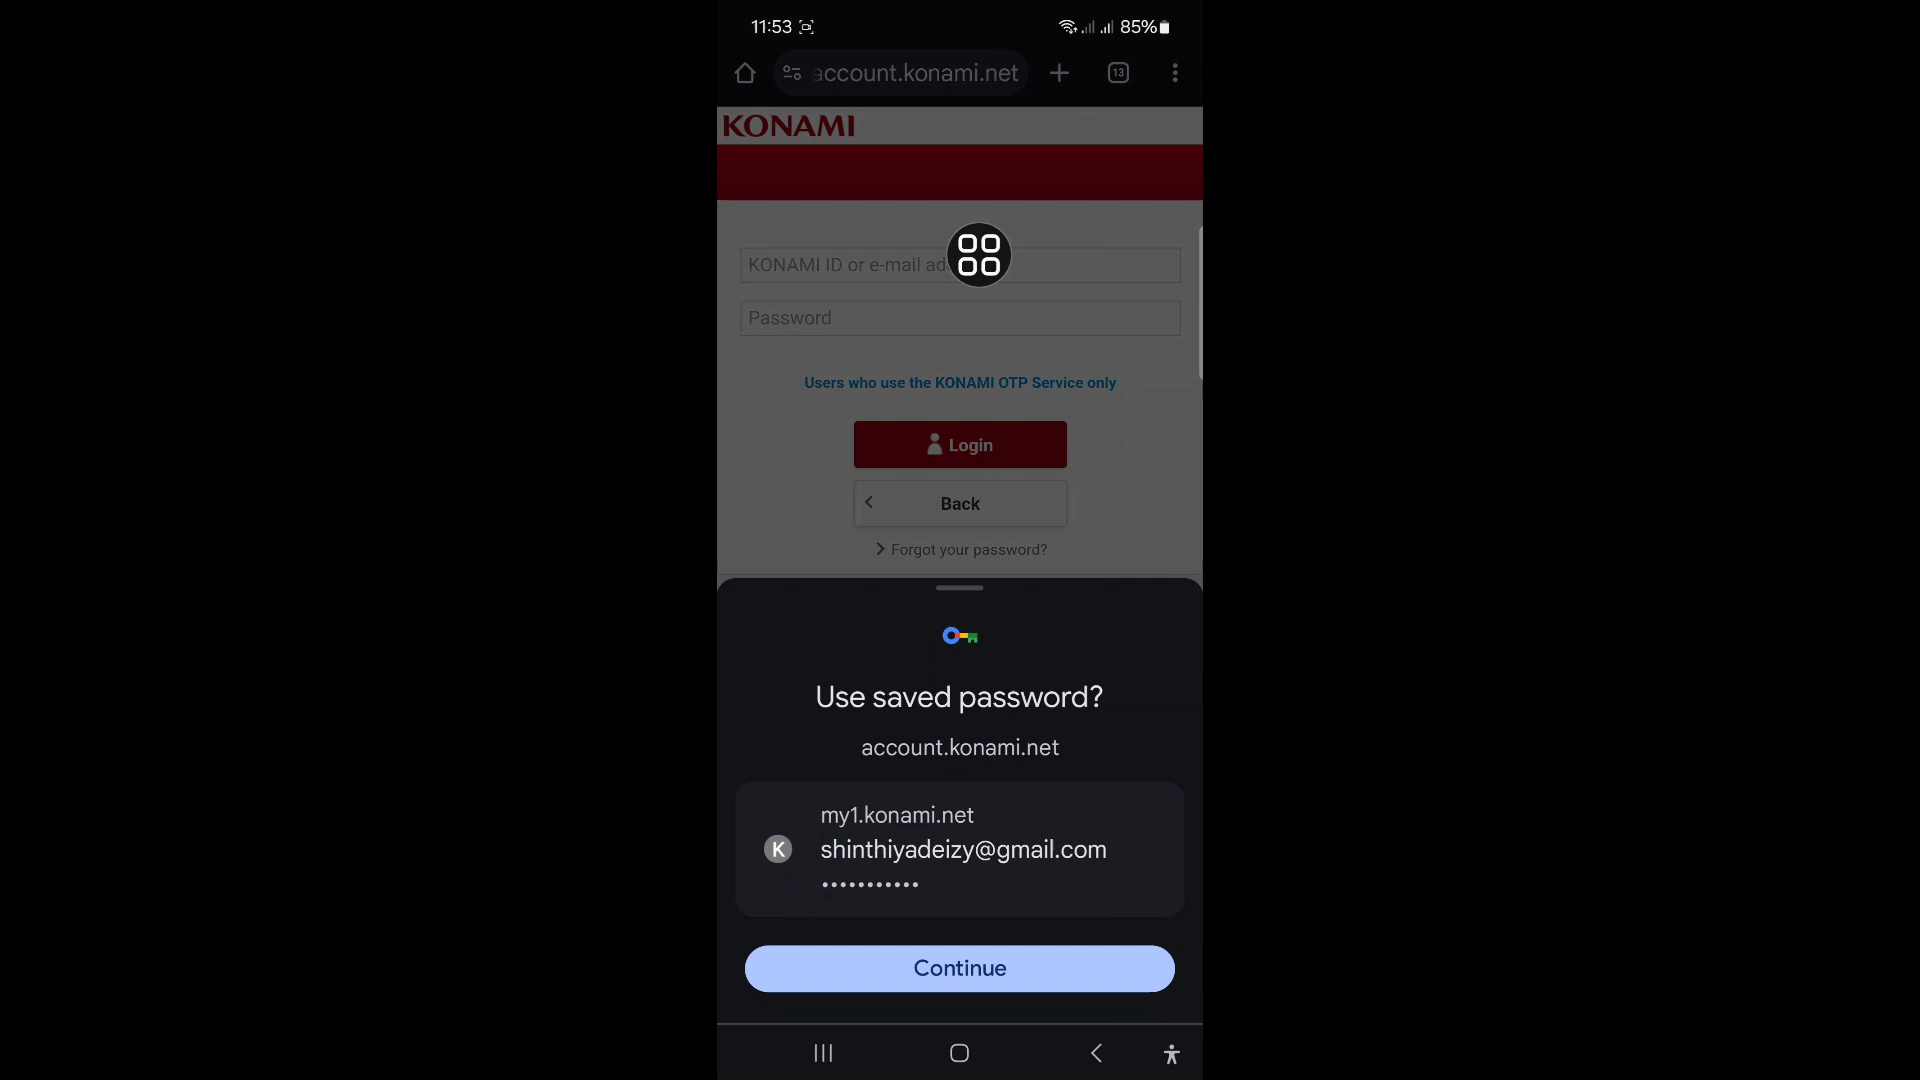 11:53
85%
account.konami.net
13
KONAMI
KONAMI ID or e-mail ad
Password
Users who use the KONAMI OTP Service only
Login
Back
Forgot your password?
Use saved password?
account.konami.net
my1.konami.net
K
shinthiyadeizy@gmail.com
•••••••••••
Continue